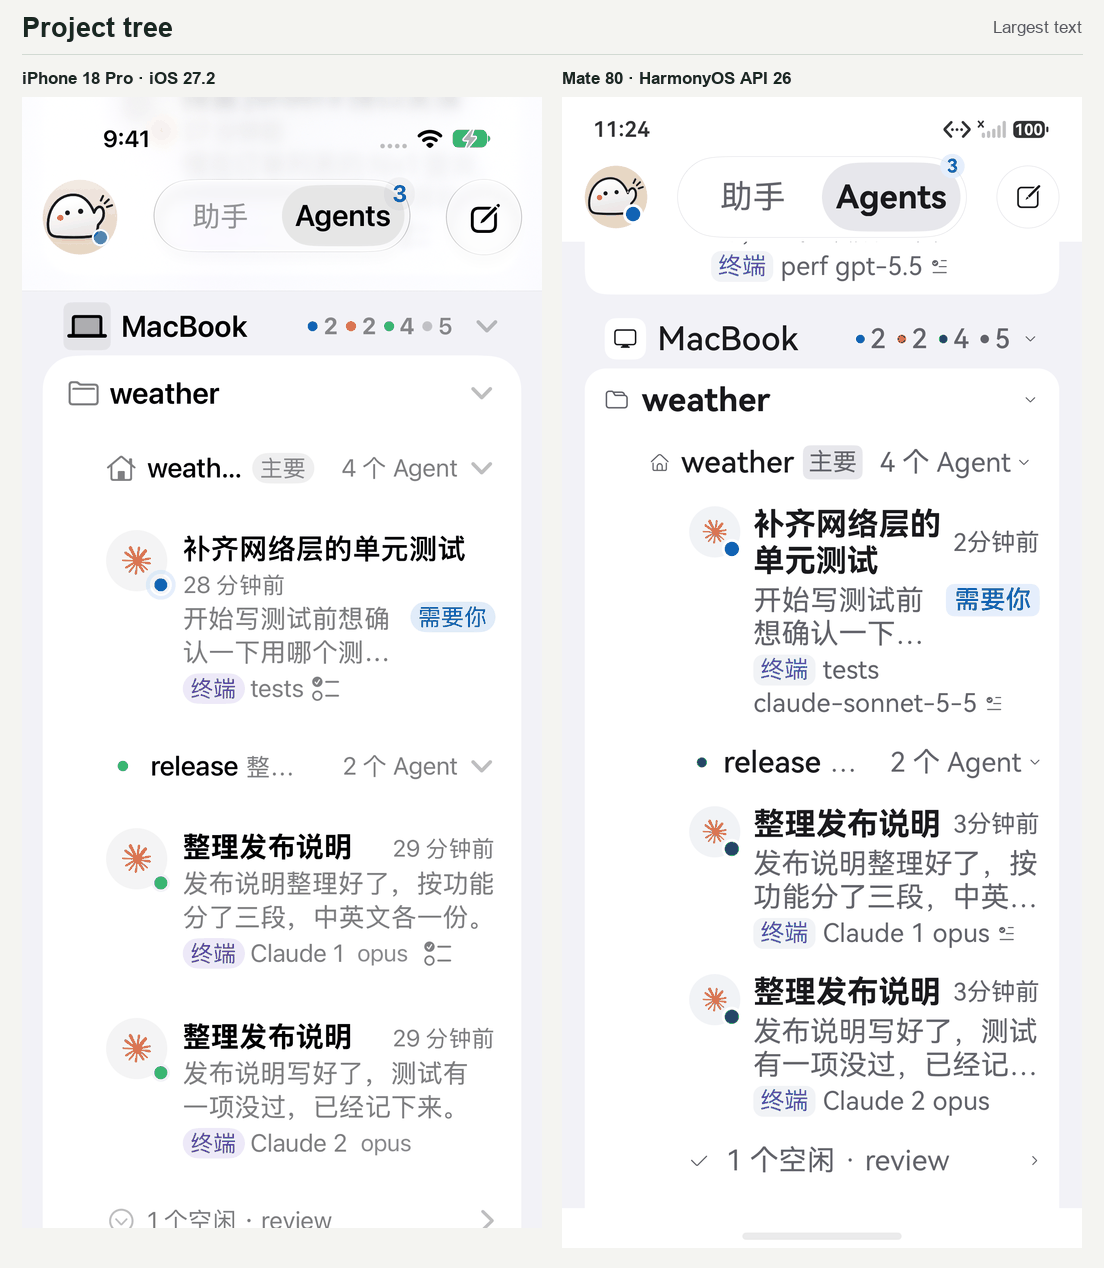 Project tree
Largest text
iPhone 18 Pro · iOS 27.2
9:41
助手
Agents
3
MacBook
2 2 4 5
weather
weath... 主要 4 个 Agent
补齐网络层的单元测试
28 分钟前
开始写测试前想确
认一下用哪个测...
需要你
终端 tests
release 整... 2 个 Agent
整理发布说明 29 分钟前
发布说明整理好了，按功能
分了三段，中英文各一份。
终端 Claude 1 opus
整理发布说明 29 分钟前
发布说明写好了，测试有
一项没过，已经记下来。
终端 Claude 2 opus
1 个空闲 · review
Mate 80 · HarmonyOS API 26
11:24
100
助手
Agents
3
终端 perf gpt-5.5
MacBook
2 2 4 5
weather
weather 主要 4 个 Agent
补齐网络层的
单元测试
2分钟前
开始写测试前
想确认一下...
需要你
终端 tests
claude-sonnet-5-5
release ... 2 个 Agent
整理发布说明 3分钟前
发布说明整理好了，按
功能分了三段，中英...
终端 Claude 1 opus
整理发布说明 3分钟前
发布说明写好了，测试
有一项没过，已经记...
终端 Claude 2 opus
1 个空闲 · review